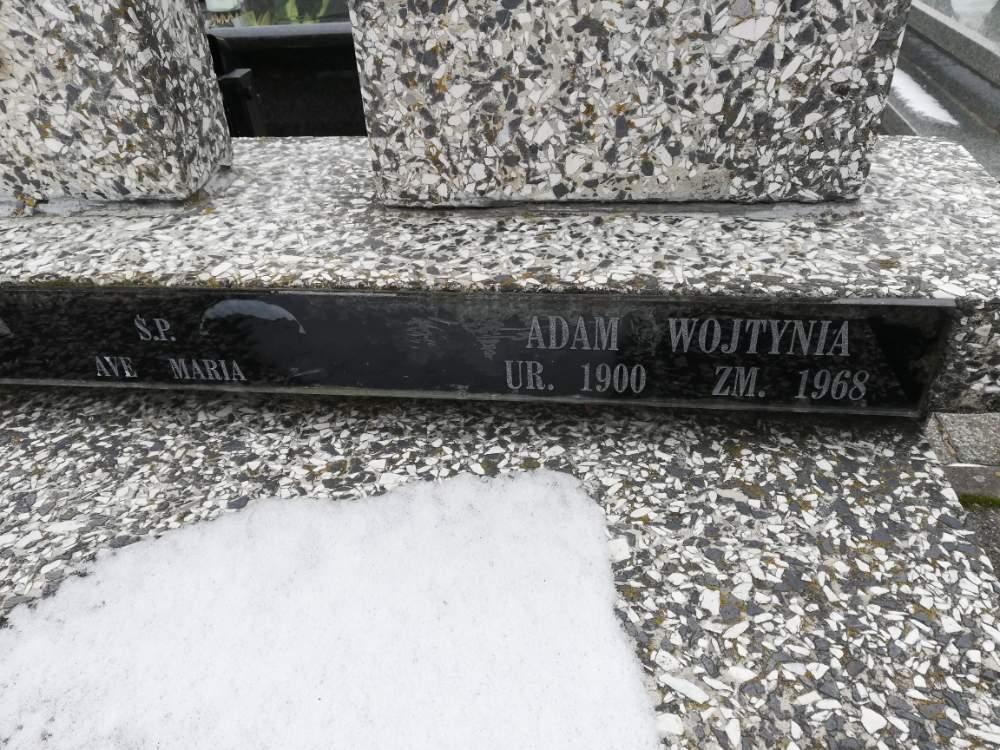 Ś.P.
AVE MARIA
ADAM WOJTYNIA
UR. 1900 ZM. 1968